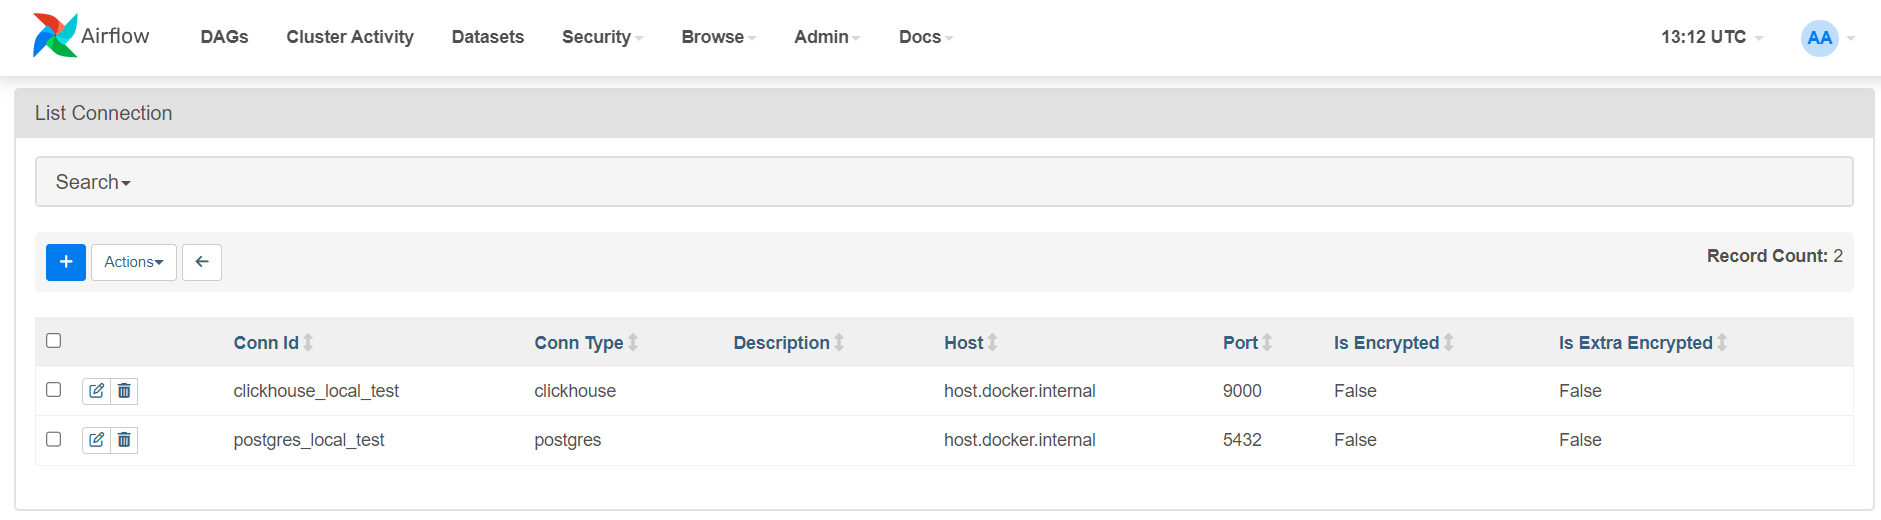 Airflow DAGs Cluster Activity Datasets Security Browse Admin Docs 13:12 UTC AA
List Connection
Search
+ Actions ← Record Count: 2
Conn Id Conn Type Description Host Port Is Encrypted Is Extra Encrypted
clickhouse_local_test clickhouse host.docker.internal 9000 False False
postgres_local_test postgres host.docker.internal 5432 False False